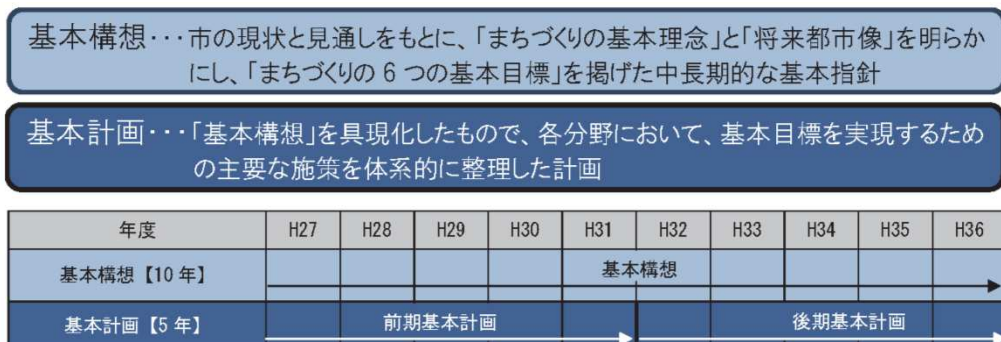 基本構想･･･市の現状と見通しをもとに、「まちづくりの基本理念」と「将来都市像」を明らか
にし、「まちづくりの6つの基本目標」を掲げた中長期的な基本指針
基本計画･･･「基本構想」を具現化したもので、各分野において、基本目標を実現するため
の主要な施策を体系的に整理した計画
年度 H27 H28 H29 H30 H31 H32 H33 H34 H35 H36
基本構想【10年】 基本構想
基本計画【5年】 前期基本計画 後期基本計画